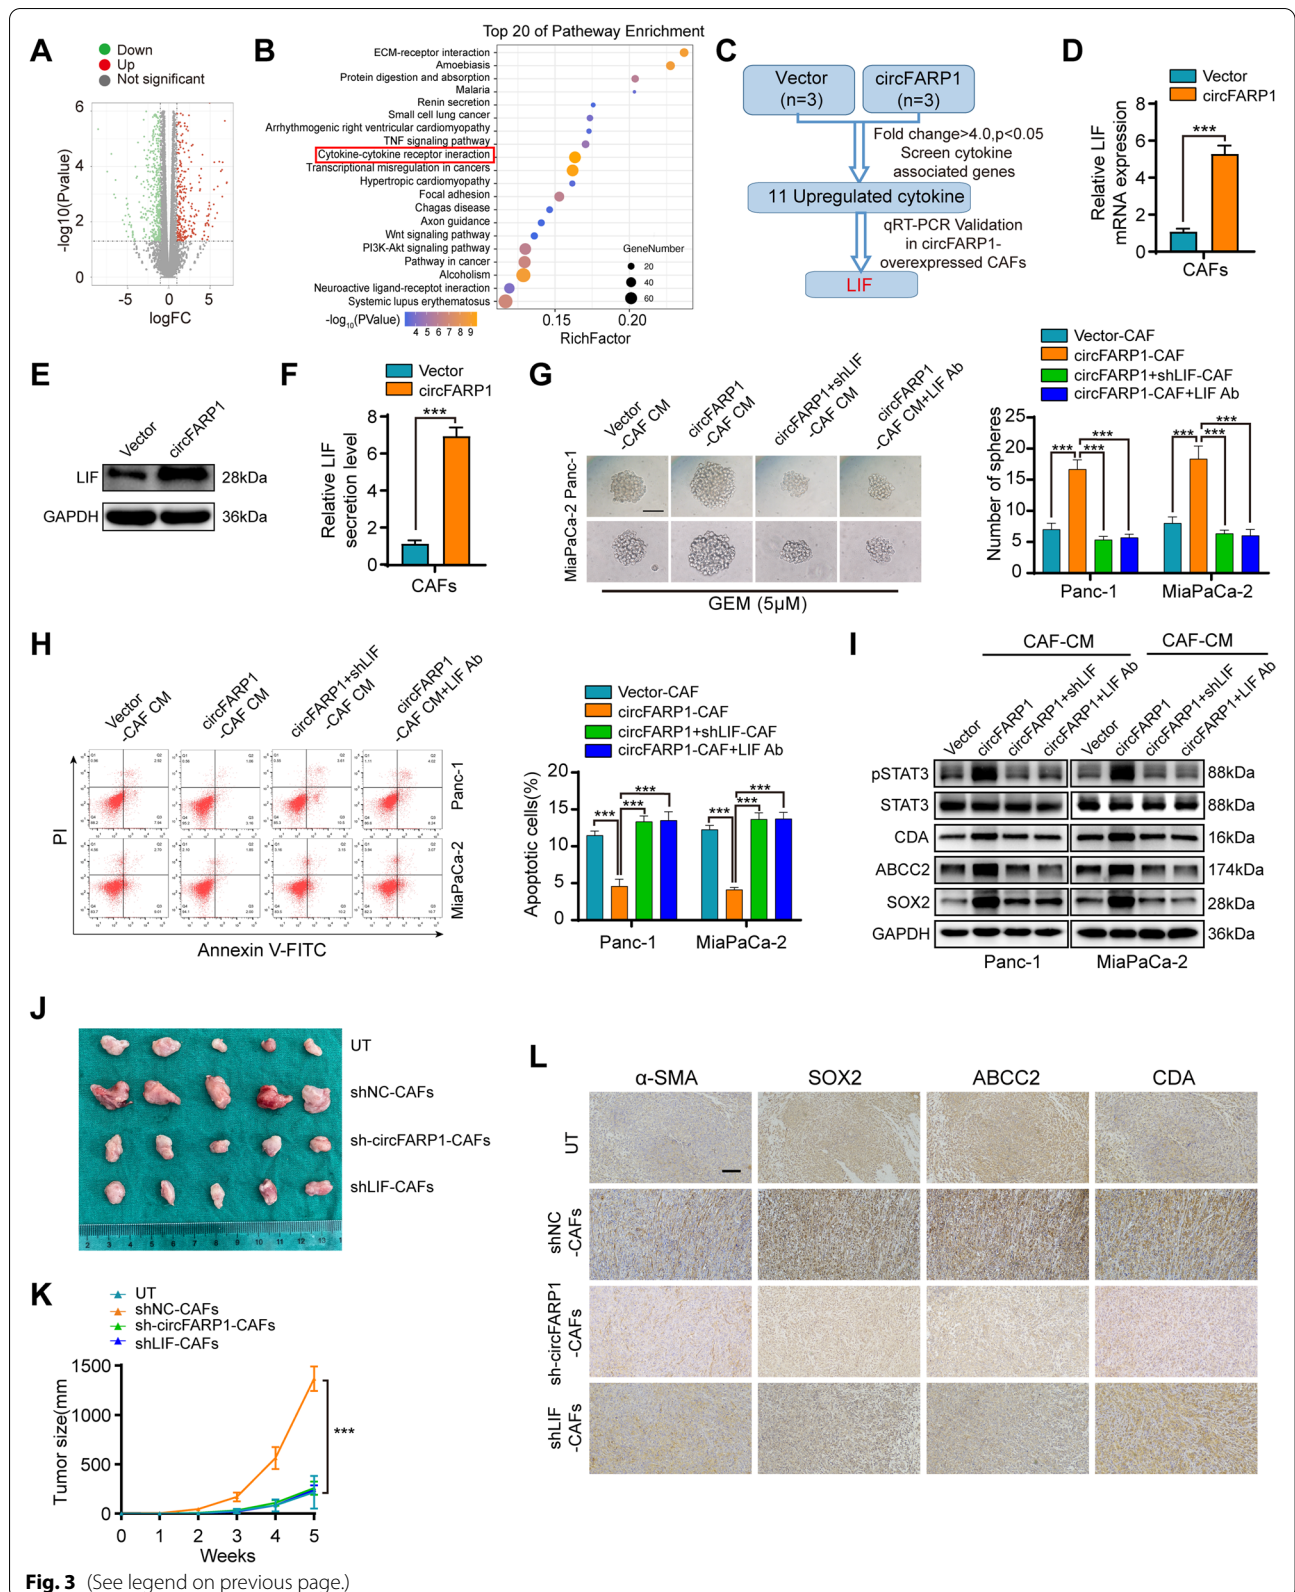 A
Down
Up
Not significant
6
4
2
0
-log10(Pvalue)
-5
0
5
logFC
B
Top 20 of Patheway Enrichment
ECM-receptor interaction
Amoebiasis
Protein digestion and absorption
Malaria
Renin secretion
Small cell lung cancer
Arrhythmogenic right ventricular cardiomyopathy
TNF signaling pathway
Cytokine-cytokine receptor ineraction
Transcriptional misregulation in cancers
Hypertropic cardiomyopathy
Focal adhesion
Chagas disease
Axon guidance
Wnt signaling pathway
PI3K-Akt signaling pathway
Pathway in cancer
Alcoholism
Neuroactive ligand-receptot ineraction
Systemic lupus erythematosus
GeneNumber
20
40
60
-log10(PValue)
4 5 6 7 8 9
0.15
0.20
RichFactor
C
Vector
(n=3)
circFARP1
(n=3)
Fold change>4.0,p<0.05
Screen cytokine
associated genes
11 Upregulated cytokine
qRT-PCR Validation
in circFARP1-
overexpressed CAFs
LIF
D
Vector
circFARP1
Relative LIF
mRNA expression
8
6
4
2
0
***
CAFs
E
Vector
circFARP1
LIF
28kDa
GAPDH
36kDa
F
Vector
circFARP1
Relative LIF
secretion level
8
6
4
2
0
***
CAFs
G
Vector
-CAF CM
circFARP1
-CAF CM
circFARP1+shLIF
-CAF CM
circFARP1
-CAF CM+LIF Ab
Panc-1
MiaPaCa-2
GEM (5μM)
Vector-CAF
circFARP1-CAF
circFARP1+shLIF-CAF
circFARP1-CAF+LIF Ab
Number of spheres
25
20
15
10
5
0
*** *** ***
*** *** ***
Panc-1
MiaPaCa-2
H
Vector
-CAF CM
circFARP1
-CAF CM
circFARP1+shLIF
-CAF CM
circFARP1
-CAF CM+LIF Ab
PI
Panc-1
MiaPaCa-2
Annexin V-FITC
Vector-CAF
circFARP1-CAF
circFARP1+shLIF-CAF
circFARP1-CAF+LIF Ab
Apoptotic cells(%)
20
15
10
5
0
*** *** ***
*** *** ***
Panc-1
MiaPaCa-2
I
CAF-CM
CAF-CM
Vector
circFARP1
circFARP1+shLIF
circFARP1+LIF Ab
Vector
circFARP1
circFARP1+shLIF
circFARP1+LIF Ab
pSTAT3
88kDa
STAT3
88kDa
CDA
16kDa
ABCC2
174kDa
SOX2
28kDa
GAPDH
36kDa
Panc-1
MiaPaCa-2
J
UT
shNC-CAFs
sh-circFARP1-CAFs
shLIF-CAFs
2 3 4 5 6 7 8 9 10 11 12 13
K
UT
shNC-CAFs
sh-circFARP1-CAFs
shLIF-CAFs
Tumor size(mm
1500
1000
500
0
***
0 1 2 3 4 5
Weeks
L
α-SMA
SOX2
ABCC2
CDA
UT
shNC
-CAFs
sh-circFARP1
-CAFs
shLIF
-CAFs
Fig. 3 (See legend on previous page.)